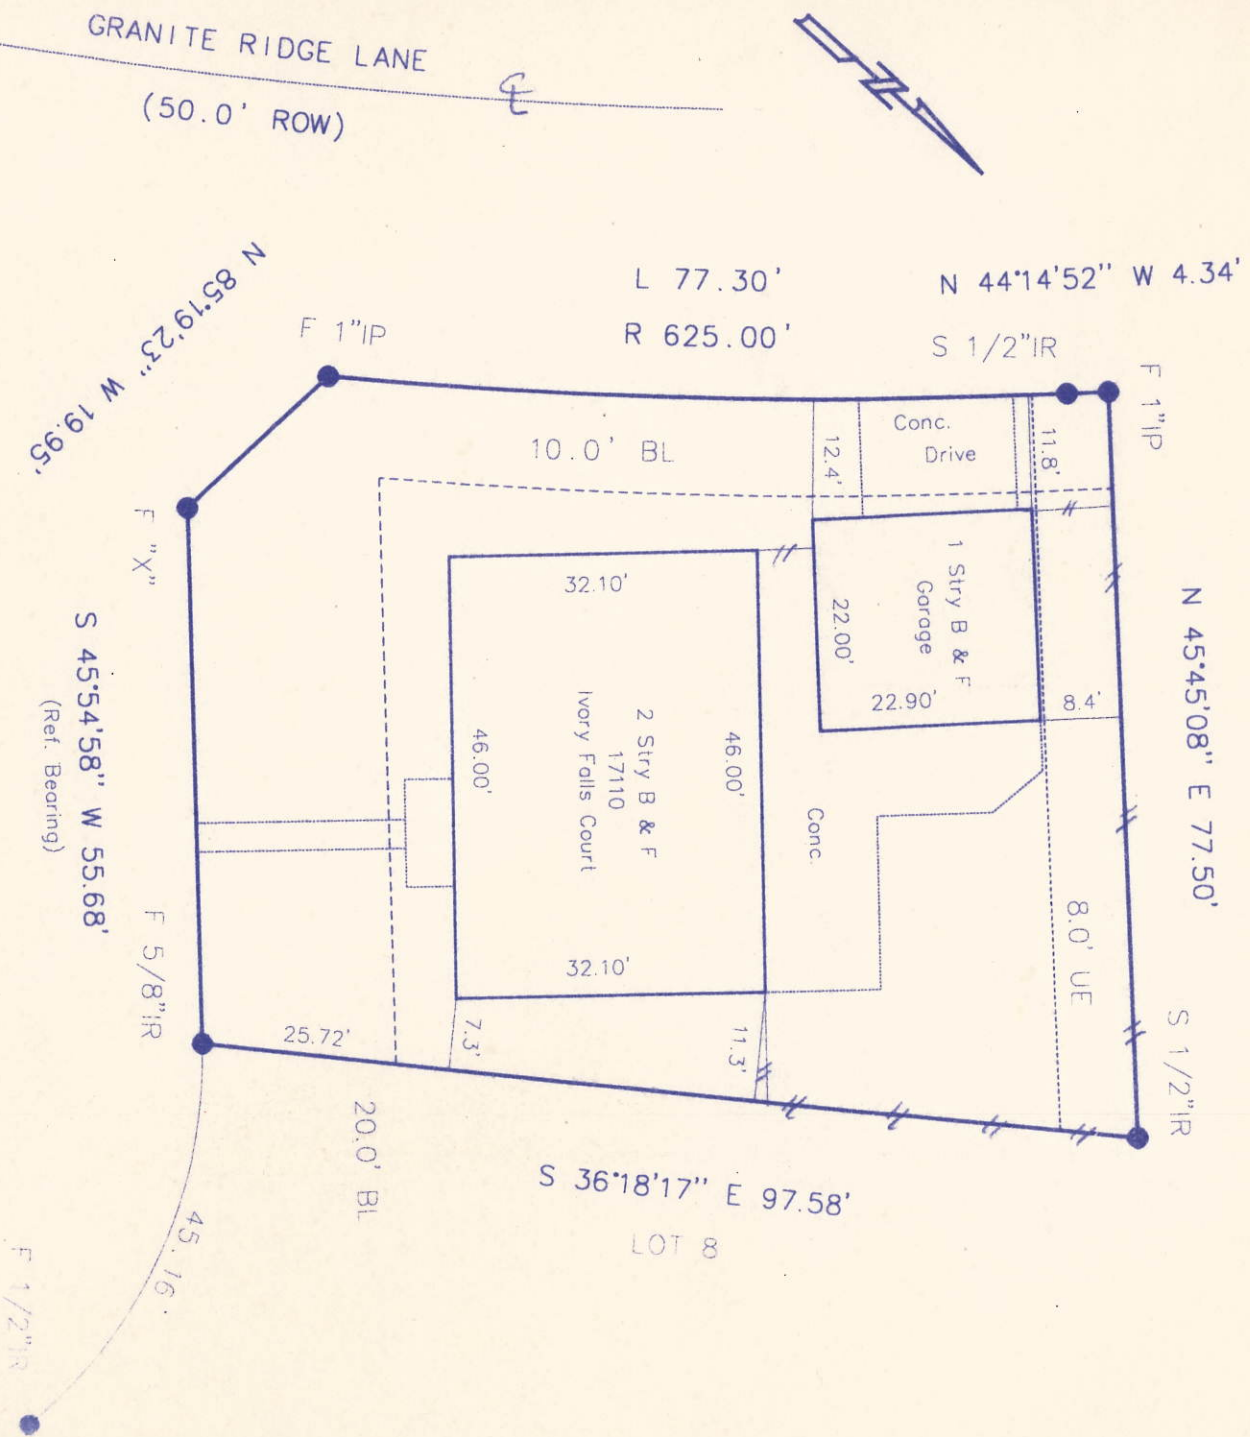 GRANITE RIDGE LANE
(50.0' ROW)
℄
L 77.30'
R 625.00'
N 44°14'52" W 4.34'
S 1/2"IR
F 1"IP
N 85°19'23" W 19.95'
F 1"IP
F "X"
10.0' BL
12.4'
Conc.
Drive
11.8'
1 Stry B & F
Garage
22.00'
22.90'
8.4'
N 45°45'08" E 77.50'
32.10'
46.00'
2 Stry B & F
17110
Ivory Falls Court
46.00'
32.10'
Conc.
8.0' UE
S 45°54'58" W 55.68'
(Ref. Bearing)
F 5/8"IR
25.72'
7.3'
11.3'
S 1/2"IR
20.0' BL
S 36°18'17" E 97.58'
LOT 8
45.16
F 1/2"IR